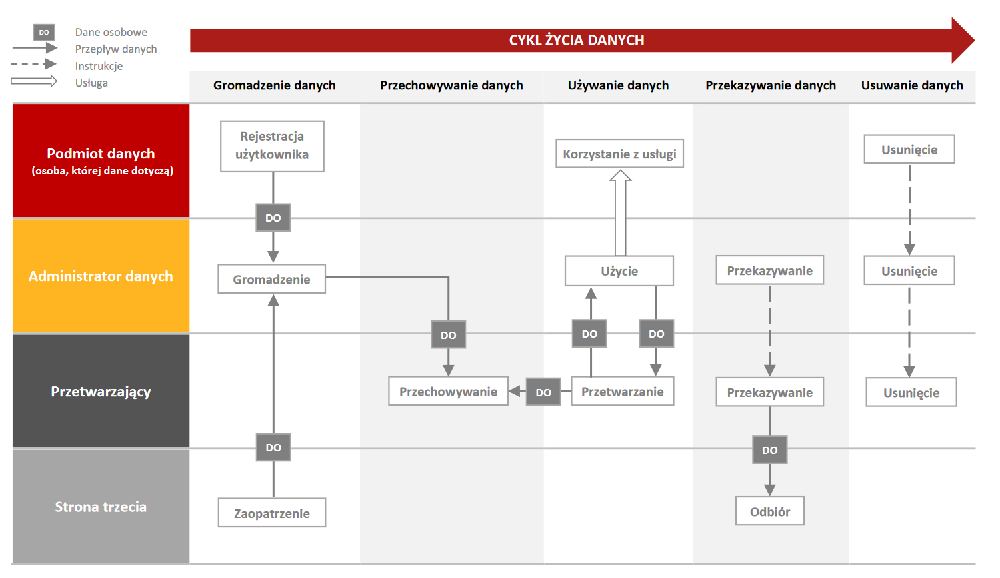 DO
Dane osobowe
Przepływ danych
Instrukcje
Usługa
CYKL ŻYCIA DANYCH
Gromadzenie danych
Przechowywanie danych
Używanie danych
Przekazywanie danych
Usuwanie danych
Podmiot danych
(osoba, której dane dotyczą)
Rejestracja
użytkownika
Korzystanie z usługi
Usunięcie
DO
Administrator danych
Gromadzenie
Użycie
Przekazywanie
Usunięcie
DO
DO
DO
Przetwarzający
Przechowywanie
DO
Przetwarzanie
Przekazywanie
Usunięcie
DO
DO
Strona trzecia
Zaopatrzenie
Odbiór